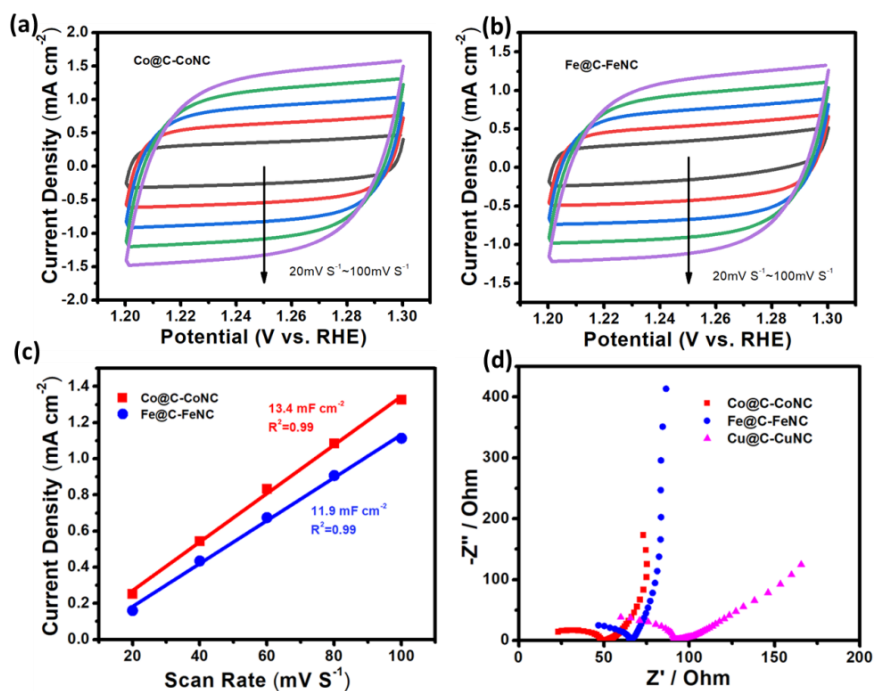 (a)
Co@C-CoNC
2.0
1.5
1.0
0.5
0.0
-0.5
-1.0
-1.5
-2.0
Current Density (mA cm⁻²)
20mV S⁻¹~100mV S⁻¹
1.20 1.22 1.24 1.26 1.28 1.30
Potential (V vs. RHE)
(b)
Fe@C-FeNC
1.5
1.0
0.5
0.0
-0.5
-1.0
-1.5
Current Density (mA cm⁻²)
20mV S⁻¹~100mV S⁻¹
1.20 1.22 1.24 1.26 1.28 1.30
Potential (V vs. RHE)
(c)
Co@C-CoNC
Fe@C-FeNC
13.4 mF cm⁻²
R²=0.99
11.9 mF cm⁻²
R²=0.99
1.4
1.2
1.0
0.8
0.6
0.4
0.2
0.0
Current Density (mA cm⁻²)
20 40 60 80 100
Scan Rate (mV S⁻¹)
(d)
Co@C-CoNC
Fe@C-FeNC
Cu@C-CuNC
400
300
200
100
0
-Z'' / Ohm
0 50 100 150 200
Z' / Ohm